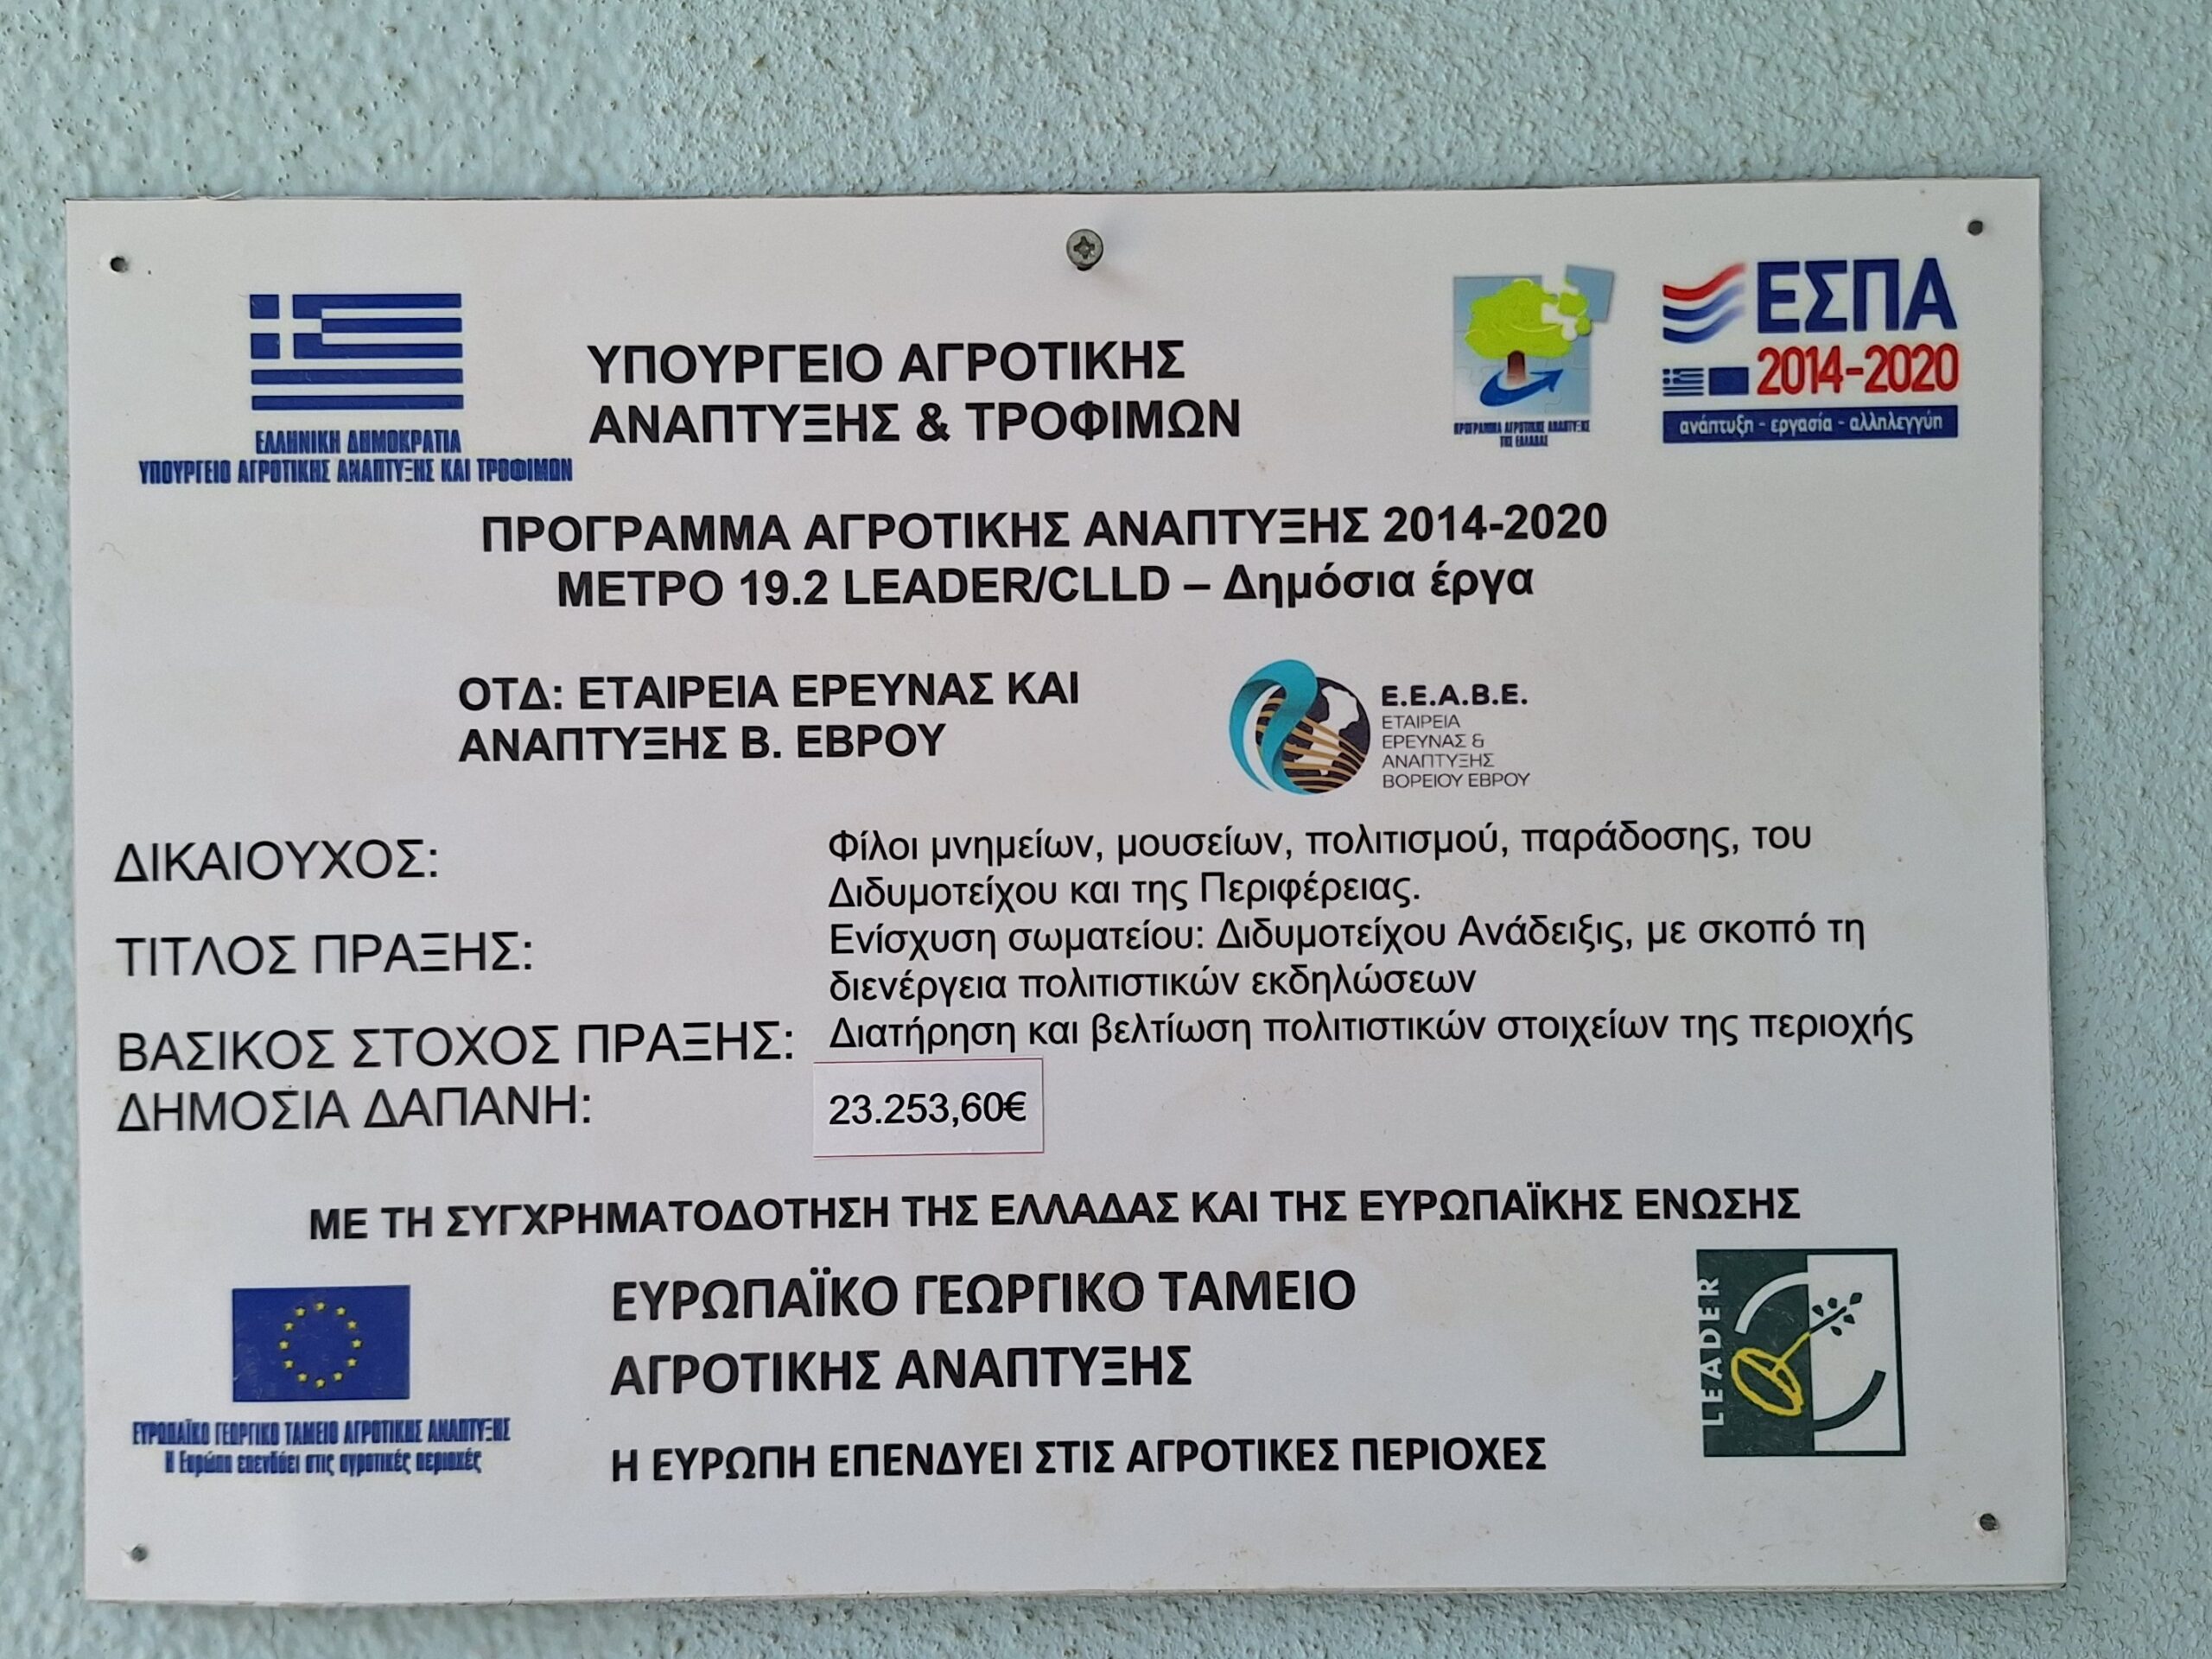 ΕΛΛΗΝΙΚΗ ΔΗΜΟΚΡΑΤΙΑ
ΥΠΟΥΡΓΕΙΟ ΑΓΡΟΤΙΚΗΣ ΑΝΑΠΤΥΞΗΣ ΚΑΙ ΤΡΟΦΙΜΩΝ
ΥΠΟΥΡΓΕΙΟ ΑΓΡΟΤΙΚΗΣ
ΑΝΑΠΤΥΞΗΣ & ΤΡΟΦΙΜΩΝ
ΠΡΟΓΡΑΜΜΑ ΑΓΡΟΤΙΚΗΣ ΑΝΑΠΤΥΞΗΣ
ΤΗΣ ΕΛΛΑΔΑΣ
ΕΣΠΑ
2014-2020
ανάπτυξη - εργασία - αλληλεγγύη
ΠΡΟΓΡΑΜΜΑ ΑΓΡΟΤΙΚΗΣ ΑΝΑΠΤΥΞΗΣ 2014-2020
ΜΕΤΡΟ 19.2 LEADER/CLLD – Δημόσια έργα
ΟΤΔ: ΕΤΑΙΡΕΙΑ ΕΡΕΥΝΑΣ ΚΑΙ
ΑΝΑΠΤΥΞΗΣ Β. ΕΒΡΟΥ
Ε.Ε.Α.Β.Ε.
ΕΤΑΙΡΕΙΑ
ΕΡΕΥΝΑΣ &
ΑΝΑΠΤΥΞΗΣ
ΒΟΡΕΙΟΥ ΕΒΡΟΥ
ΔΙΚΑΙΟΥΧΟΣ: Φίλοι μνημείων, μουσείων, πολιτισμού, παράδοσης, του
Διδυμοτείχου και της Περιφέρειας.
ΤΙΤΛΟΣ ΠΡΑΞΗΣ: Ενίσχυση σωματείου: Διδυμοτείχου Ανάδειξις, με σκοπό τη
διενέργεια πολιτιστικών εκδηλώσεων
ΒΑΣΙΚΟΣ ΣΤΟΧΟΣ ΠΡΑΞΗΣ: Διατήρηση και βελτίωση πολιτιστικών στοιχείων της περιοχής
ΔΗΜΟΣΙΑ ΔΑΠΑΝΗ: 23.253,60€
ΜΕ ΤΗ ΣΥΓΧΡΗΜΑΤΟΔΟΤΗΣΗ ΤΗΣ ΕΛΛΑΔΑΣ ΚΑΙ ΤΗΣ ΕΥΡΩΠΑΪΚΗΣ ΕΝΩΣΗΣ
ΕΥΡΩΠΑΪΚΟ ΓΕΩΡΓΙΚΟ ΤΑΜΕΙΟ
ΑΓΡΟΤΙΚΗΣ ΑΝΑΠΤΥΞΗΣ
Η ΕΥΡΩΠΗ ΕΠΕΝΔΥΕΙ ΣΤΙΣ ΑΓΡΟΤΙΚΕΣ ΠΕΡΙΟΧΕΣ
ΕΥΡΩΠΑΪΚΟ ΓΕΩΡΓΙΚΟ ΤΑΜΕΙΟ ΑΓΡΟΤΙΚΗΣ ΑΝΑΠΤΥΞΗΣ
Η Ευρώπη επενδύει στις αγροτικές περιοχές
LEADER